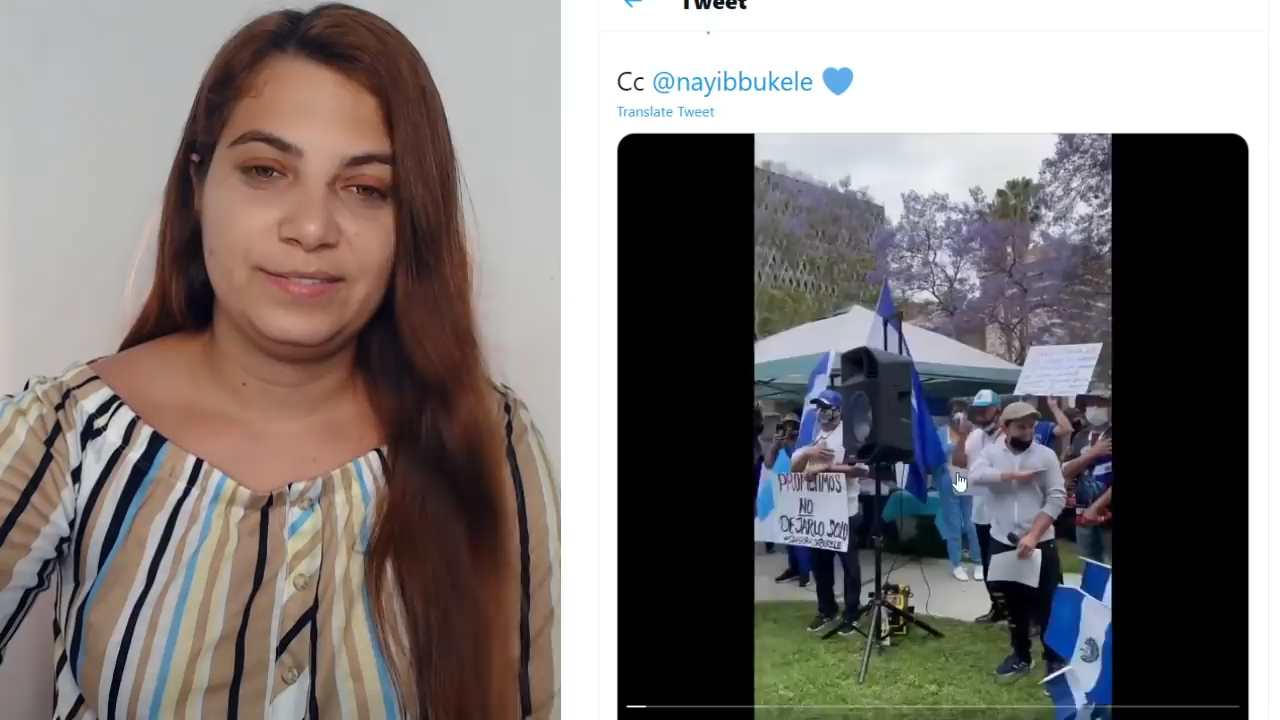 Tweet
Cc @nayibbukele 💙
Translate Tweet
PROMETIMOS
NO
DEJARLO SOLO